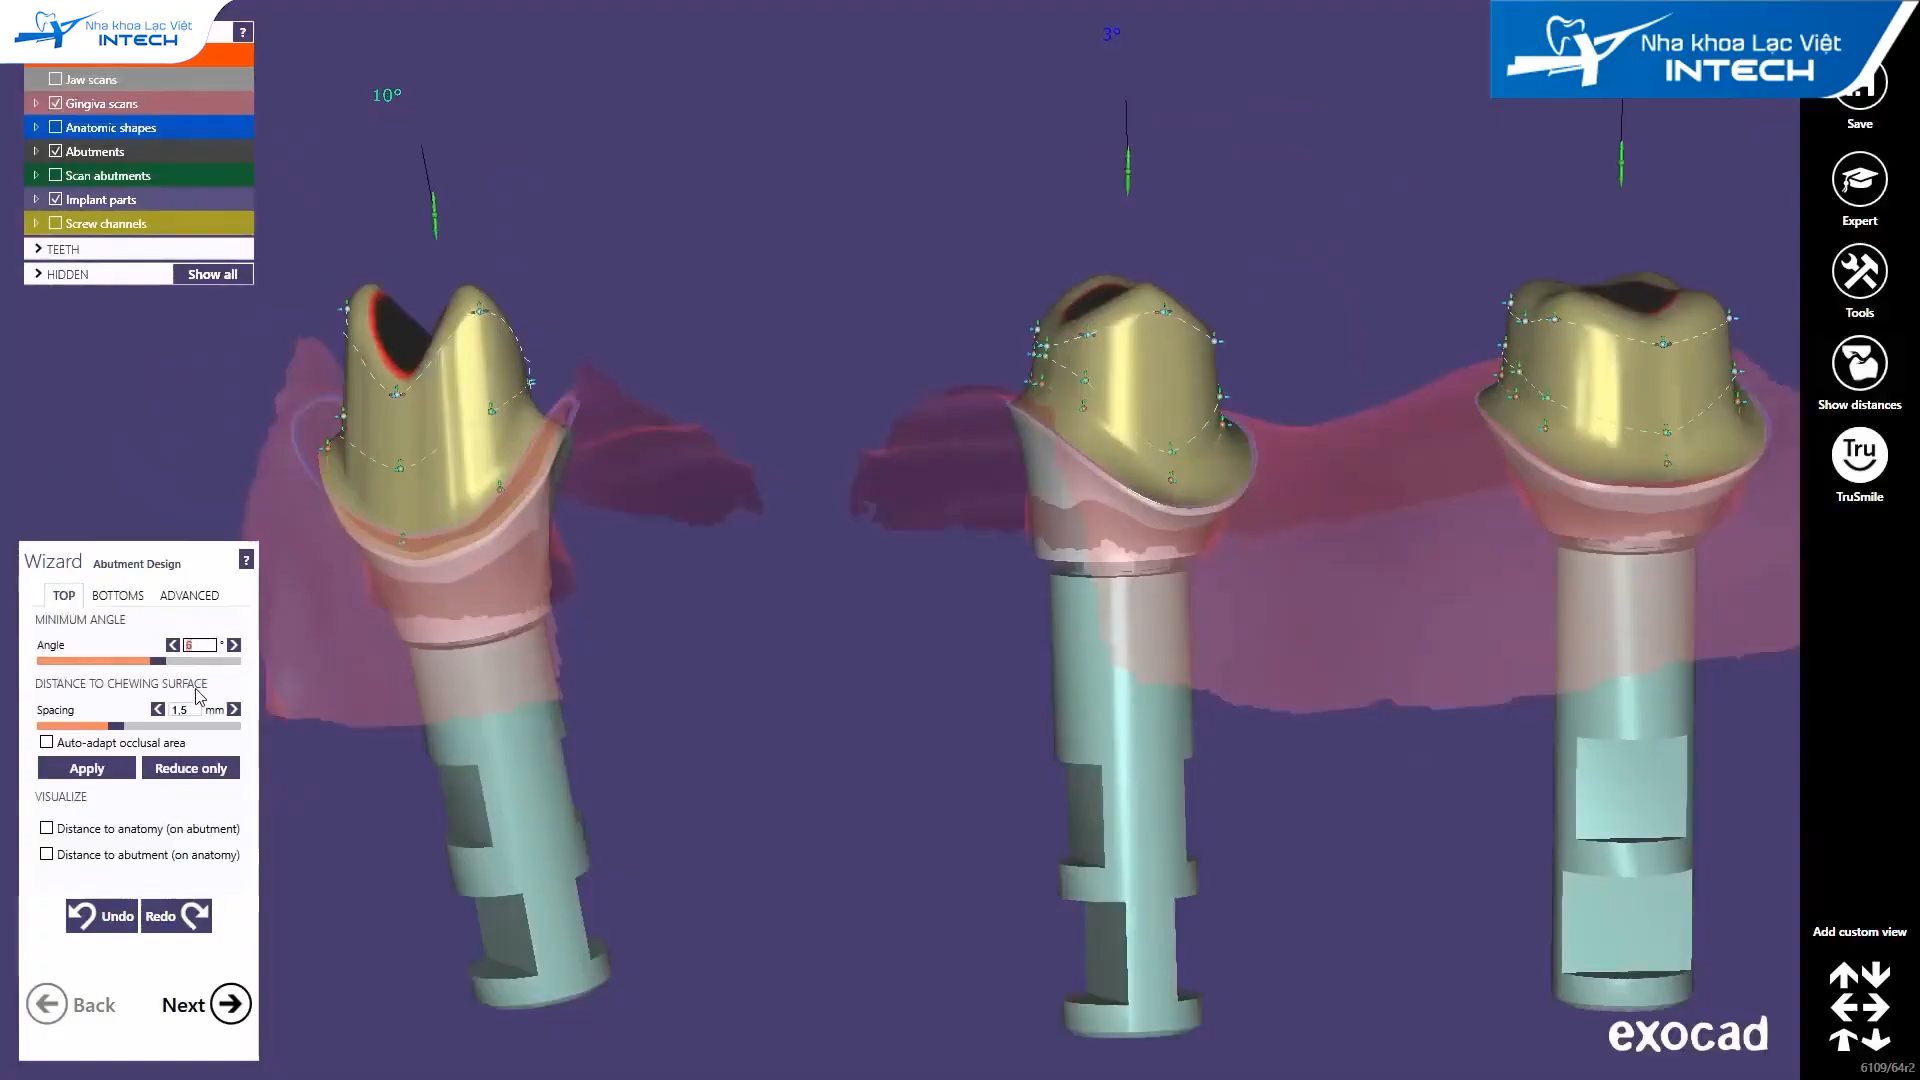 Nha khoa Lạc Việt
INTECH
?
Jaw scans
Gingiva scans
Anatomic shapes
Abutments
Scan abutments
Implant parts
Screw channels
TEETH
HIDDEN
Show all
10°
3°
Nha khoa Lạc Việt
INTECH
Save
Expert
Tools
Show distances
Tru
TruSmile
Wizard Abutment Design ?
TOP BOTTOMS ADVANCED
MINIMUM ANGLE
Angle 6 °
DISTANCE TO CHEWING SURFACE
Spacing 1,5 mm
Auto-adapt occlusal area
Apply Reduce only
VISUALIZE
Distance to anatomy (on abutment)
Distance to abutment (on anatomy)
Undo Redo
Back Next
Add custom view
exocad
6109/64r2